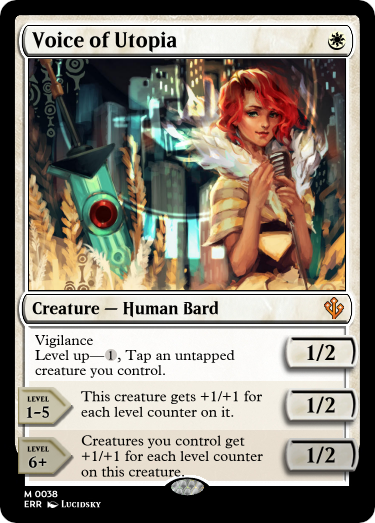 Voice of Utopia
Creature — Human Bard
Vigilance
Level up—1, Tap an untapped
creature you control.
1/2
LEVEL
1-5
This creature gets +1/+1 for
each level counter on it.
1/2
LEVEL
6+
Creatures you control get
+1/+1 for each level counter
on this creature.
1/2
M 0038
ERR Lucidsky